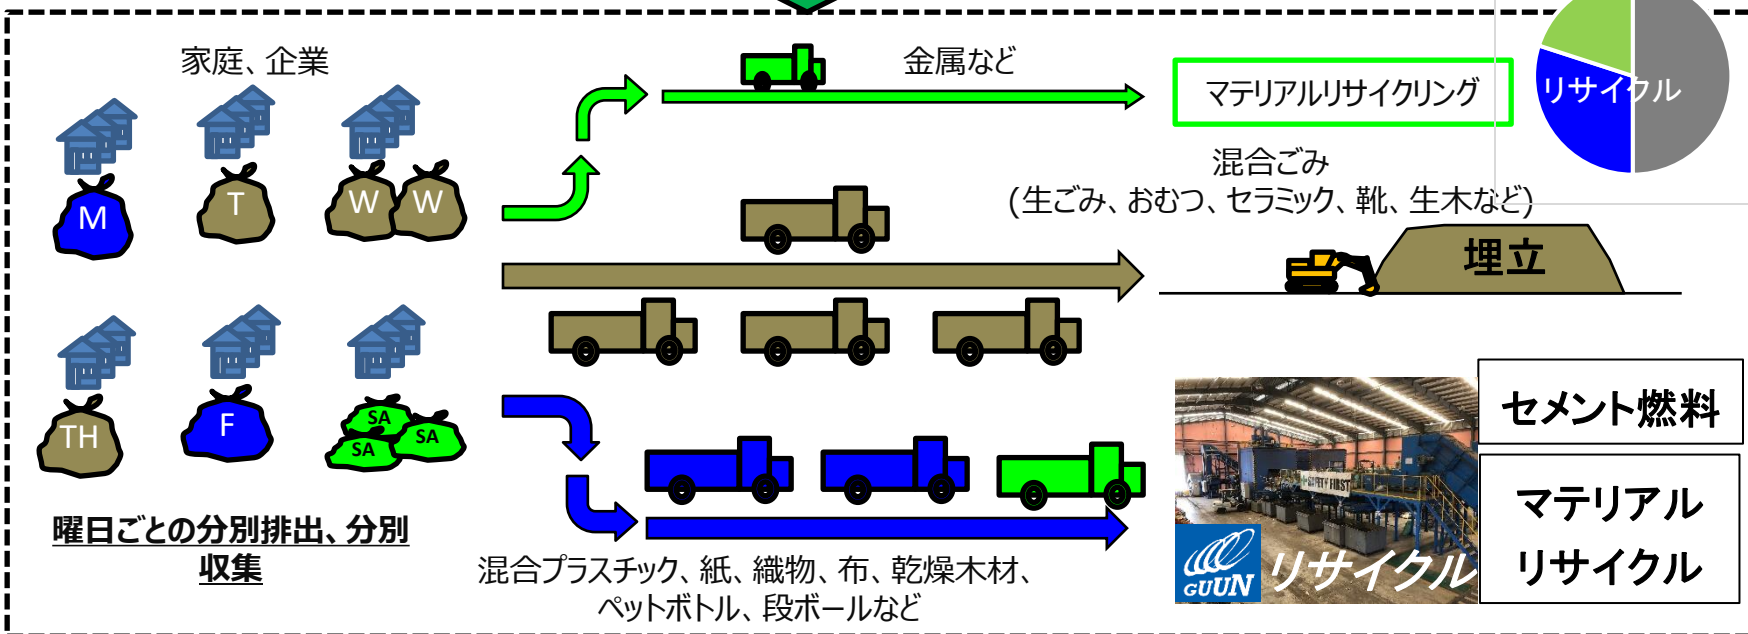 家庭、企業
金属など
マテリアルリサイクリング
リサイクル
混合ごみ
(生ごみ、おむつ、セラミック、靴、生木など)
M
T
W
W
埋立
TH
F
SA
SA
SA
セメント燃料
SAFETY FIRST
マテリアル
リサイクル
曜日ごとの分別排出、分別
収集
GUUN
リサイクル
混合プラスチック、紙、織物、布、乾燥木材、
ペットボトル、段ボールなど